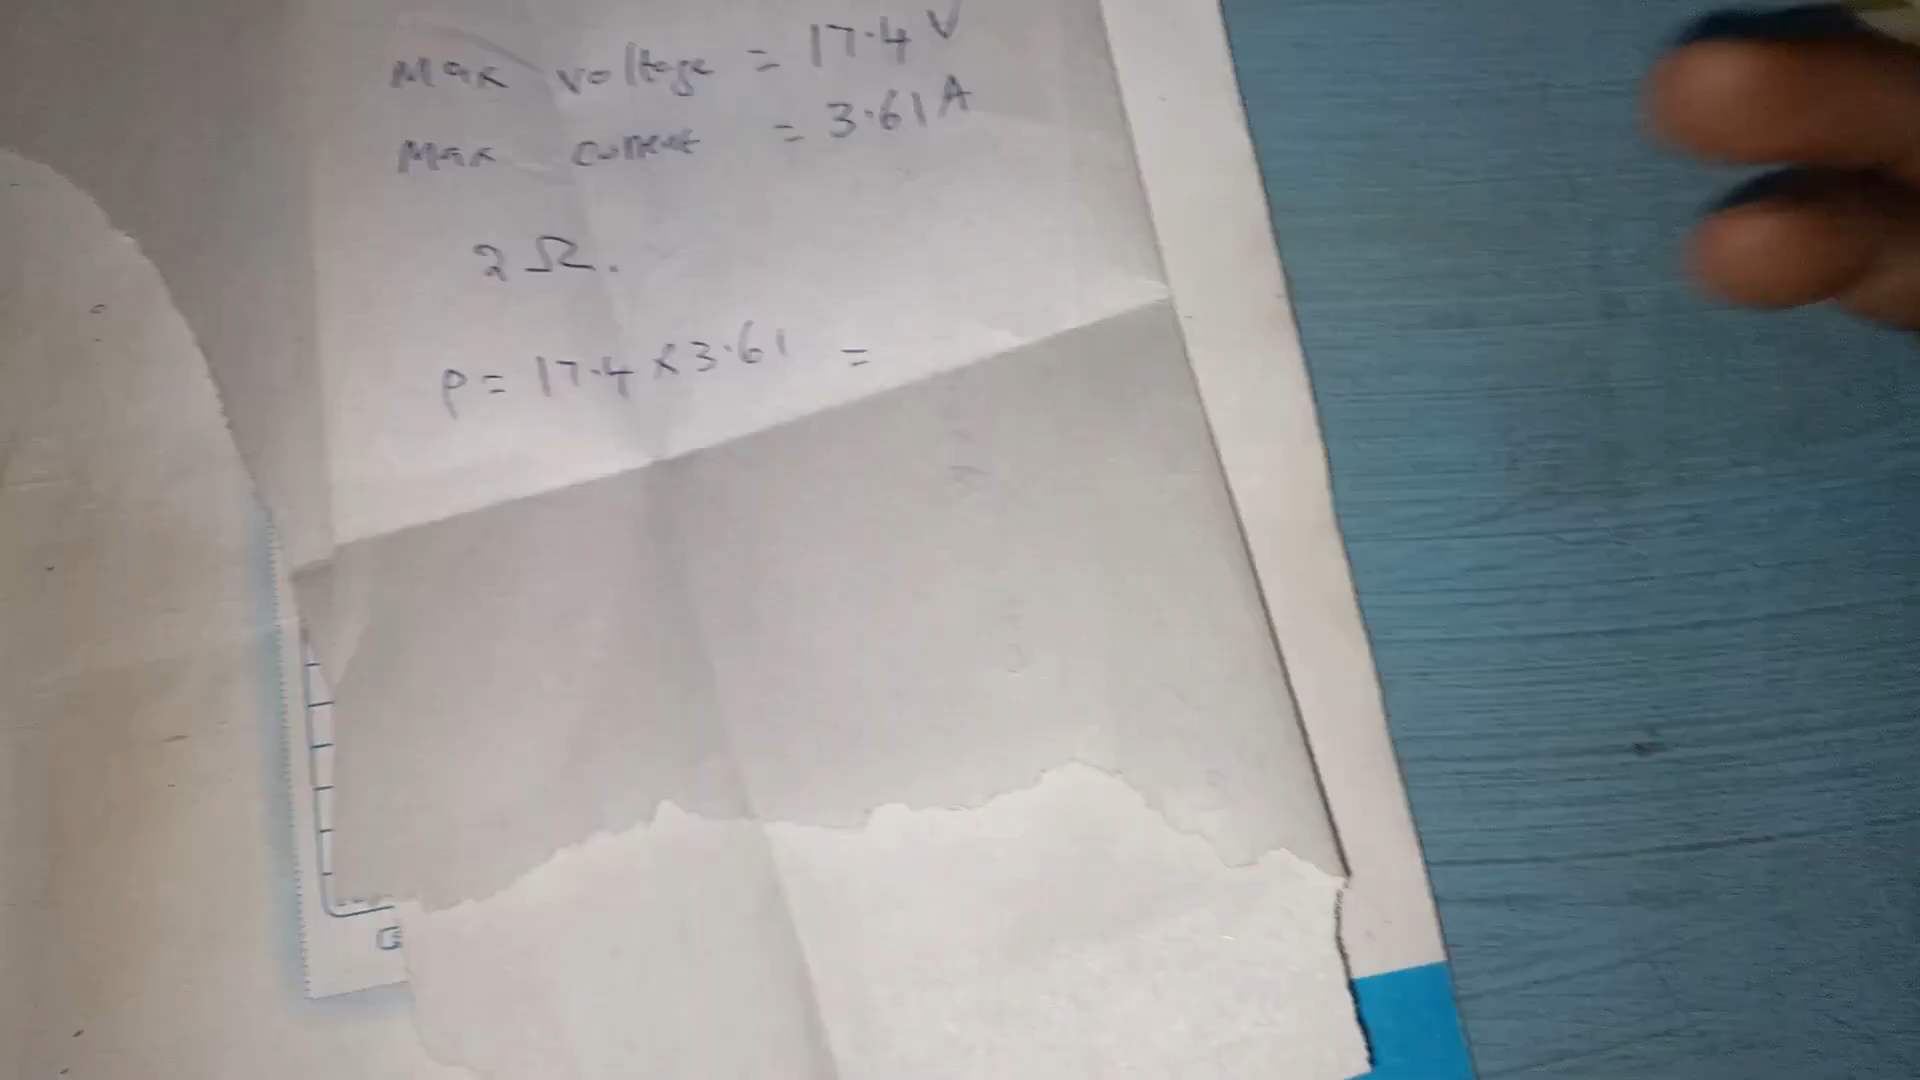 Max voltage = 17.4 V
Max current = 3.61 A
2 Ω.
P = 17.4 x 3.61 =